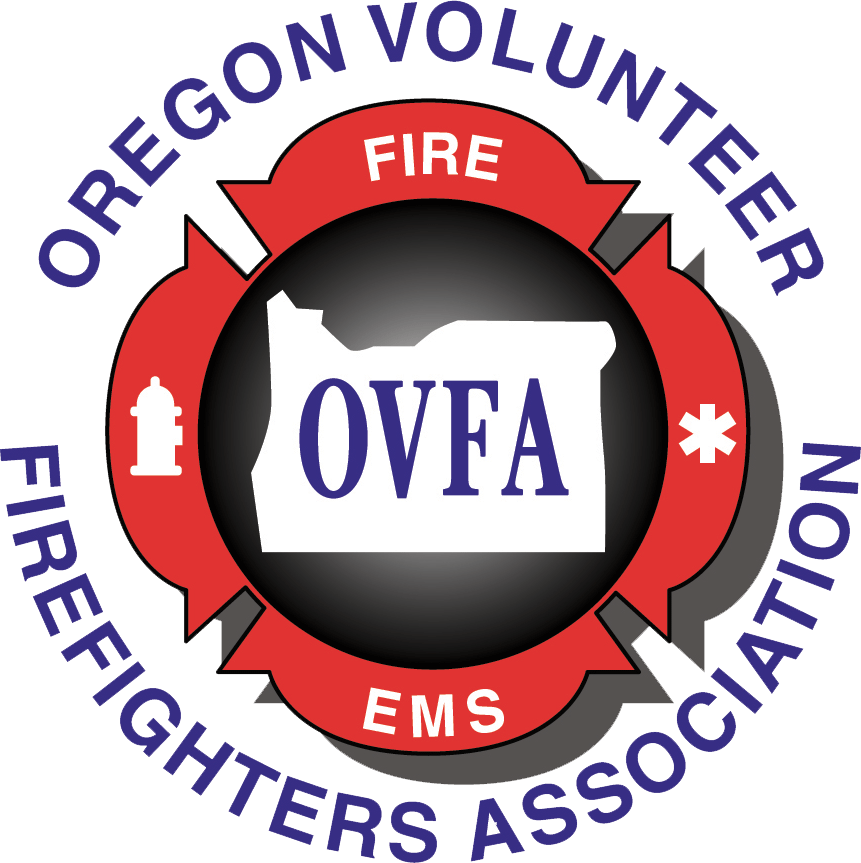 OREGON VOLUNTEER
FIRE
OVFA
EMS
FIREFIGHTERS ASSOCIATION